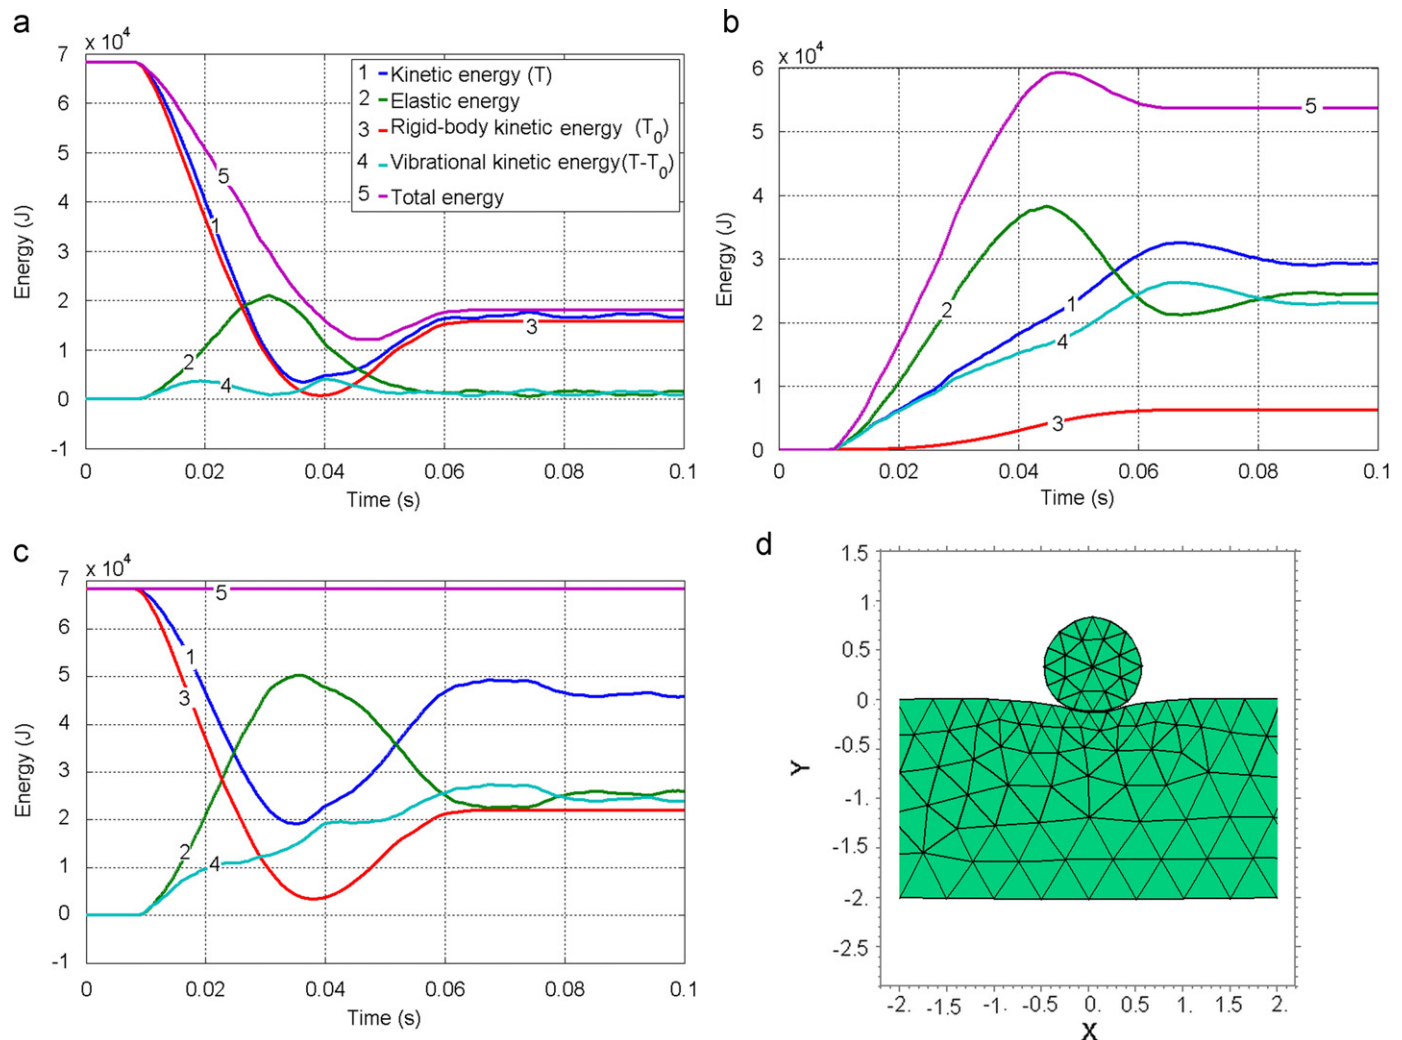 a
x 10^4
7
6
5
4
3
2
1
0
-1
0 0.02 0.04 0.06 0.08 0.1
Time (s)
Energy (J)
1 Kinetic energy (T)
2 Elastic energy
3 Rigid-body kinetic energy (T_0)
4 Vibrational kinetic energy(T-T_0)
5 Total energy
5
1
2
4
3
b
x 10^4
6
5
4
3
2
1
0
0 0.02 0.04 0.06 0.08 0.1
Time (s)
Energy (J)
5
2
1
4
3
c
x 10^4
7
6
5
4
3
2
1
0
-1
0 0.02 0.04 0.06 0.08 0.1
Time (s)
Energy (J)
5
1
3
2
4
d
1.5
1.
0.5
0.
-0.5
-1.
-1.5
-2.
-2.5
-2. -1.5 -1. -0.5 0. 0.5 1. 1.5 2.
X
Y